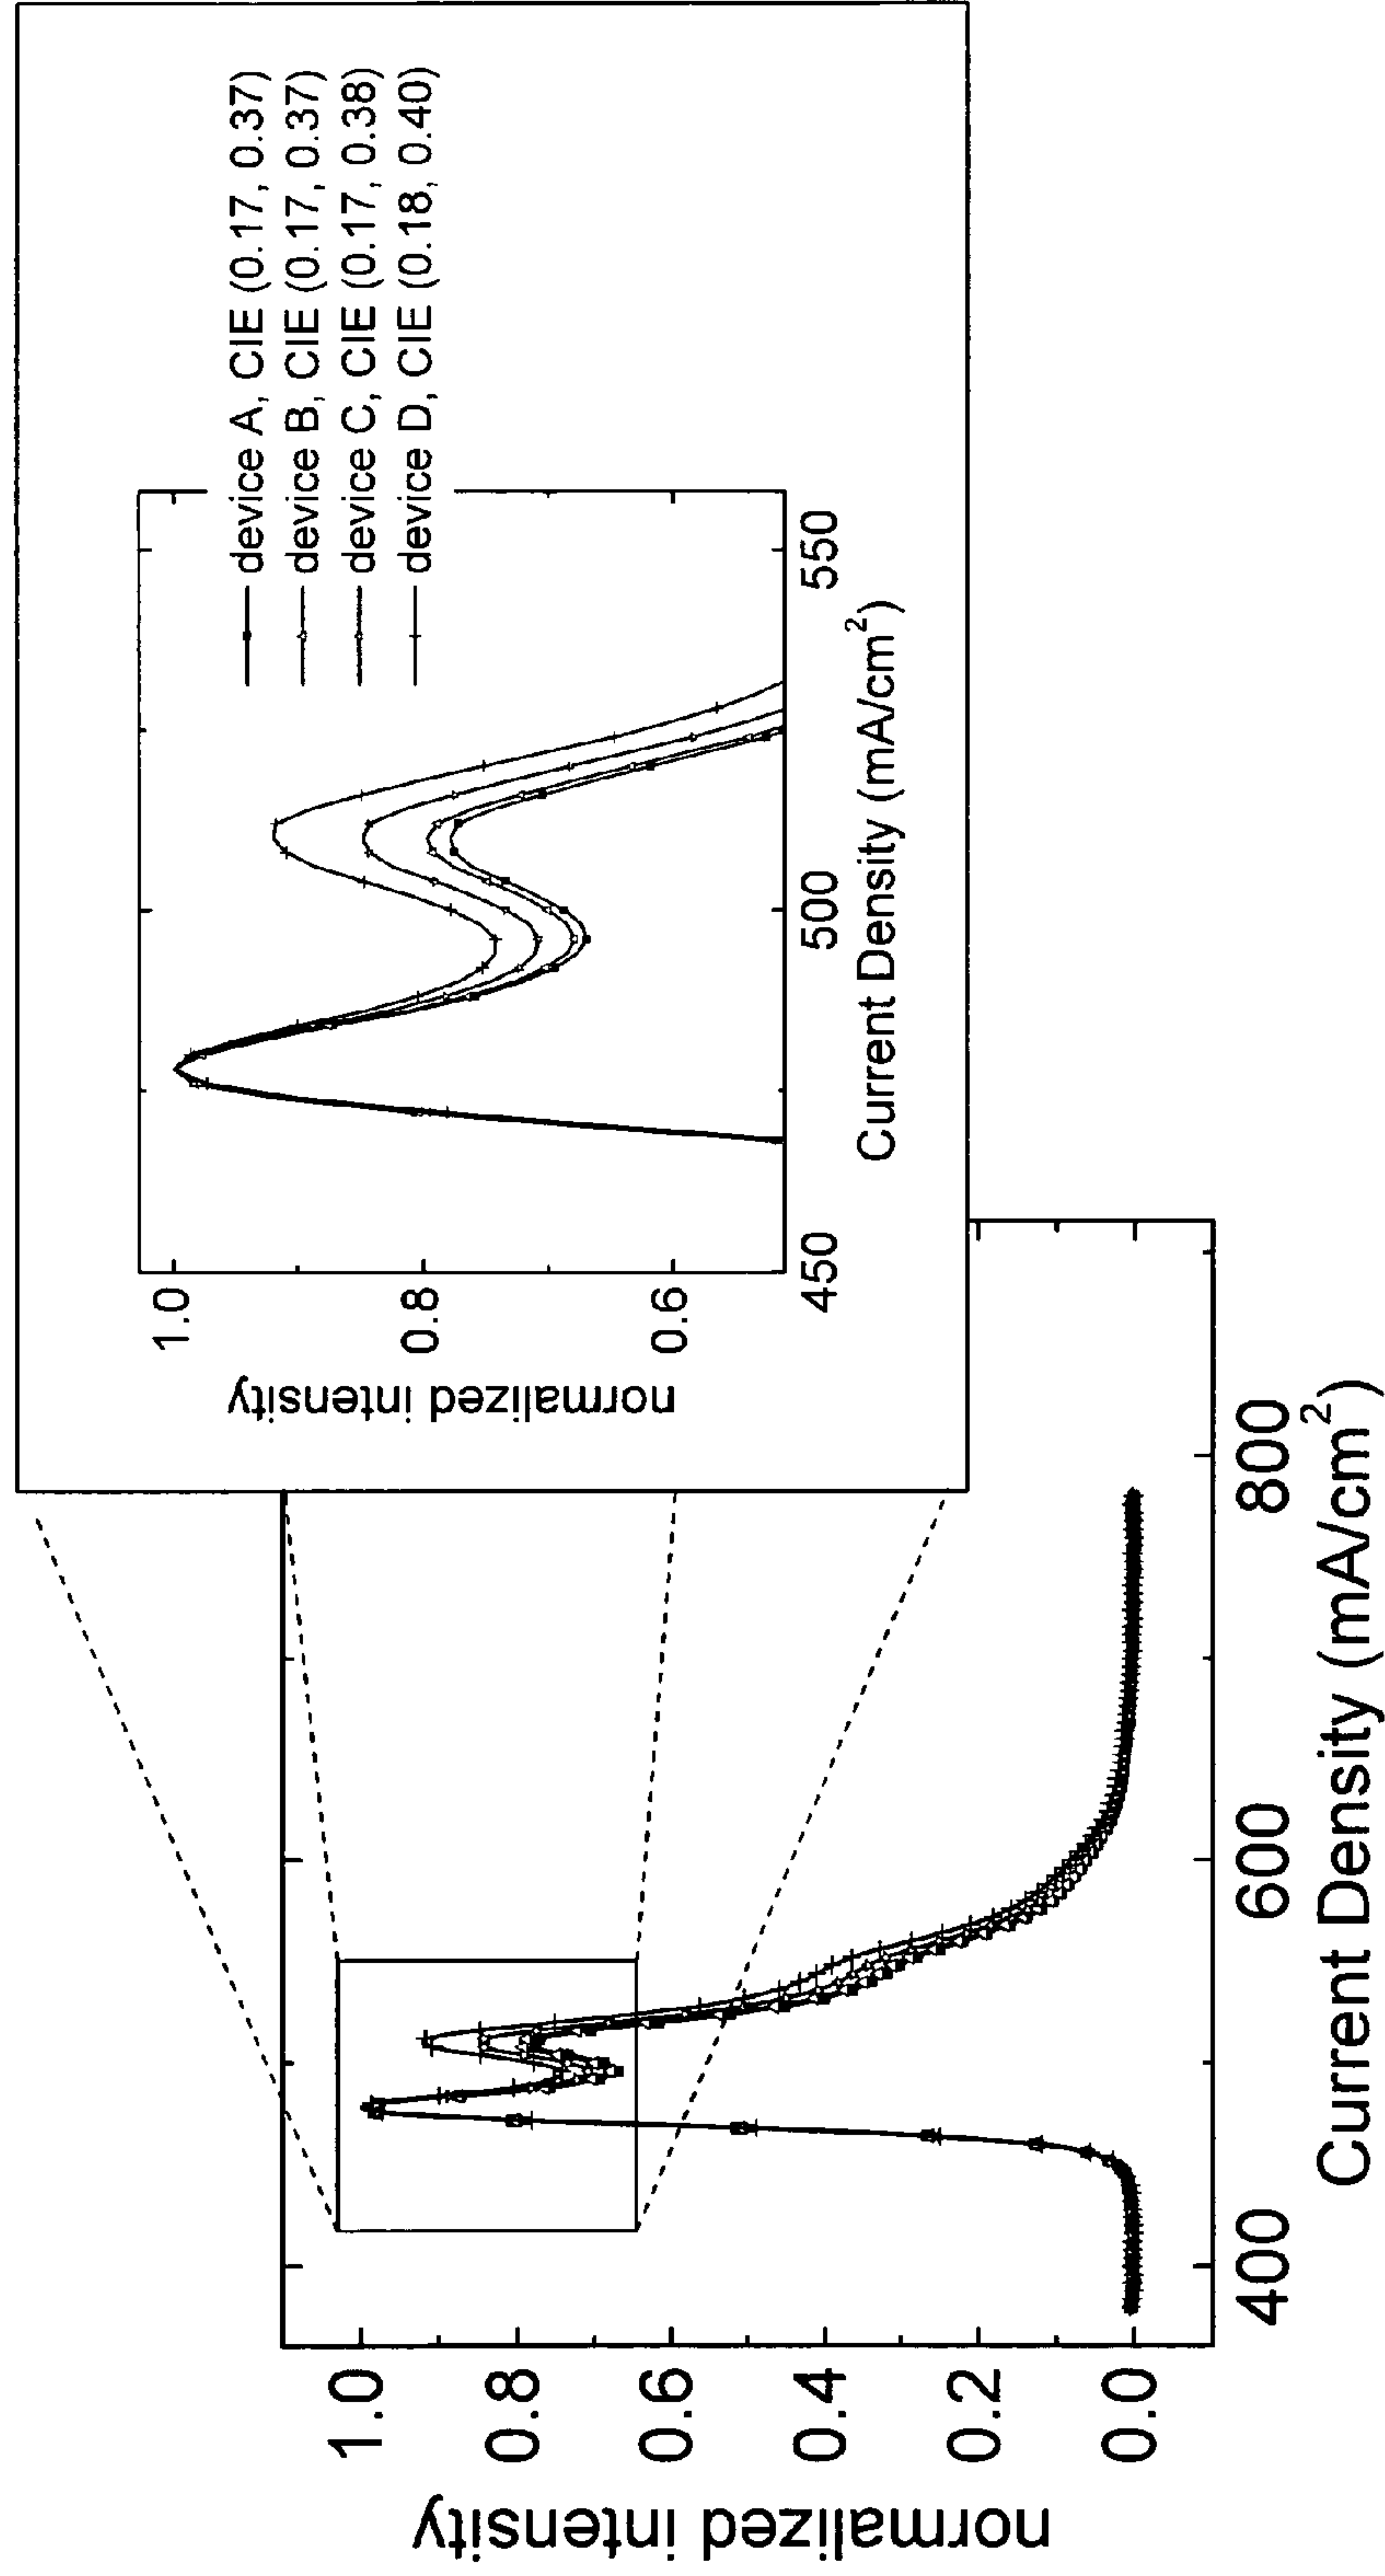 device A, CIE (0.17, 0.37)
device B, CIE (0.17, 0.37)
device C, CIE (0.17, 0.38)
device D, CIE (0.18, 0.40)
normalized intensity
1.0
0.8
0.6
450
500
550
Current Density (mA/cm²)
normalized intensity
1.0
0.8
0.6
0.4
0.2
0.0
400
600
800
Current Density (mA/cm²)